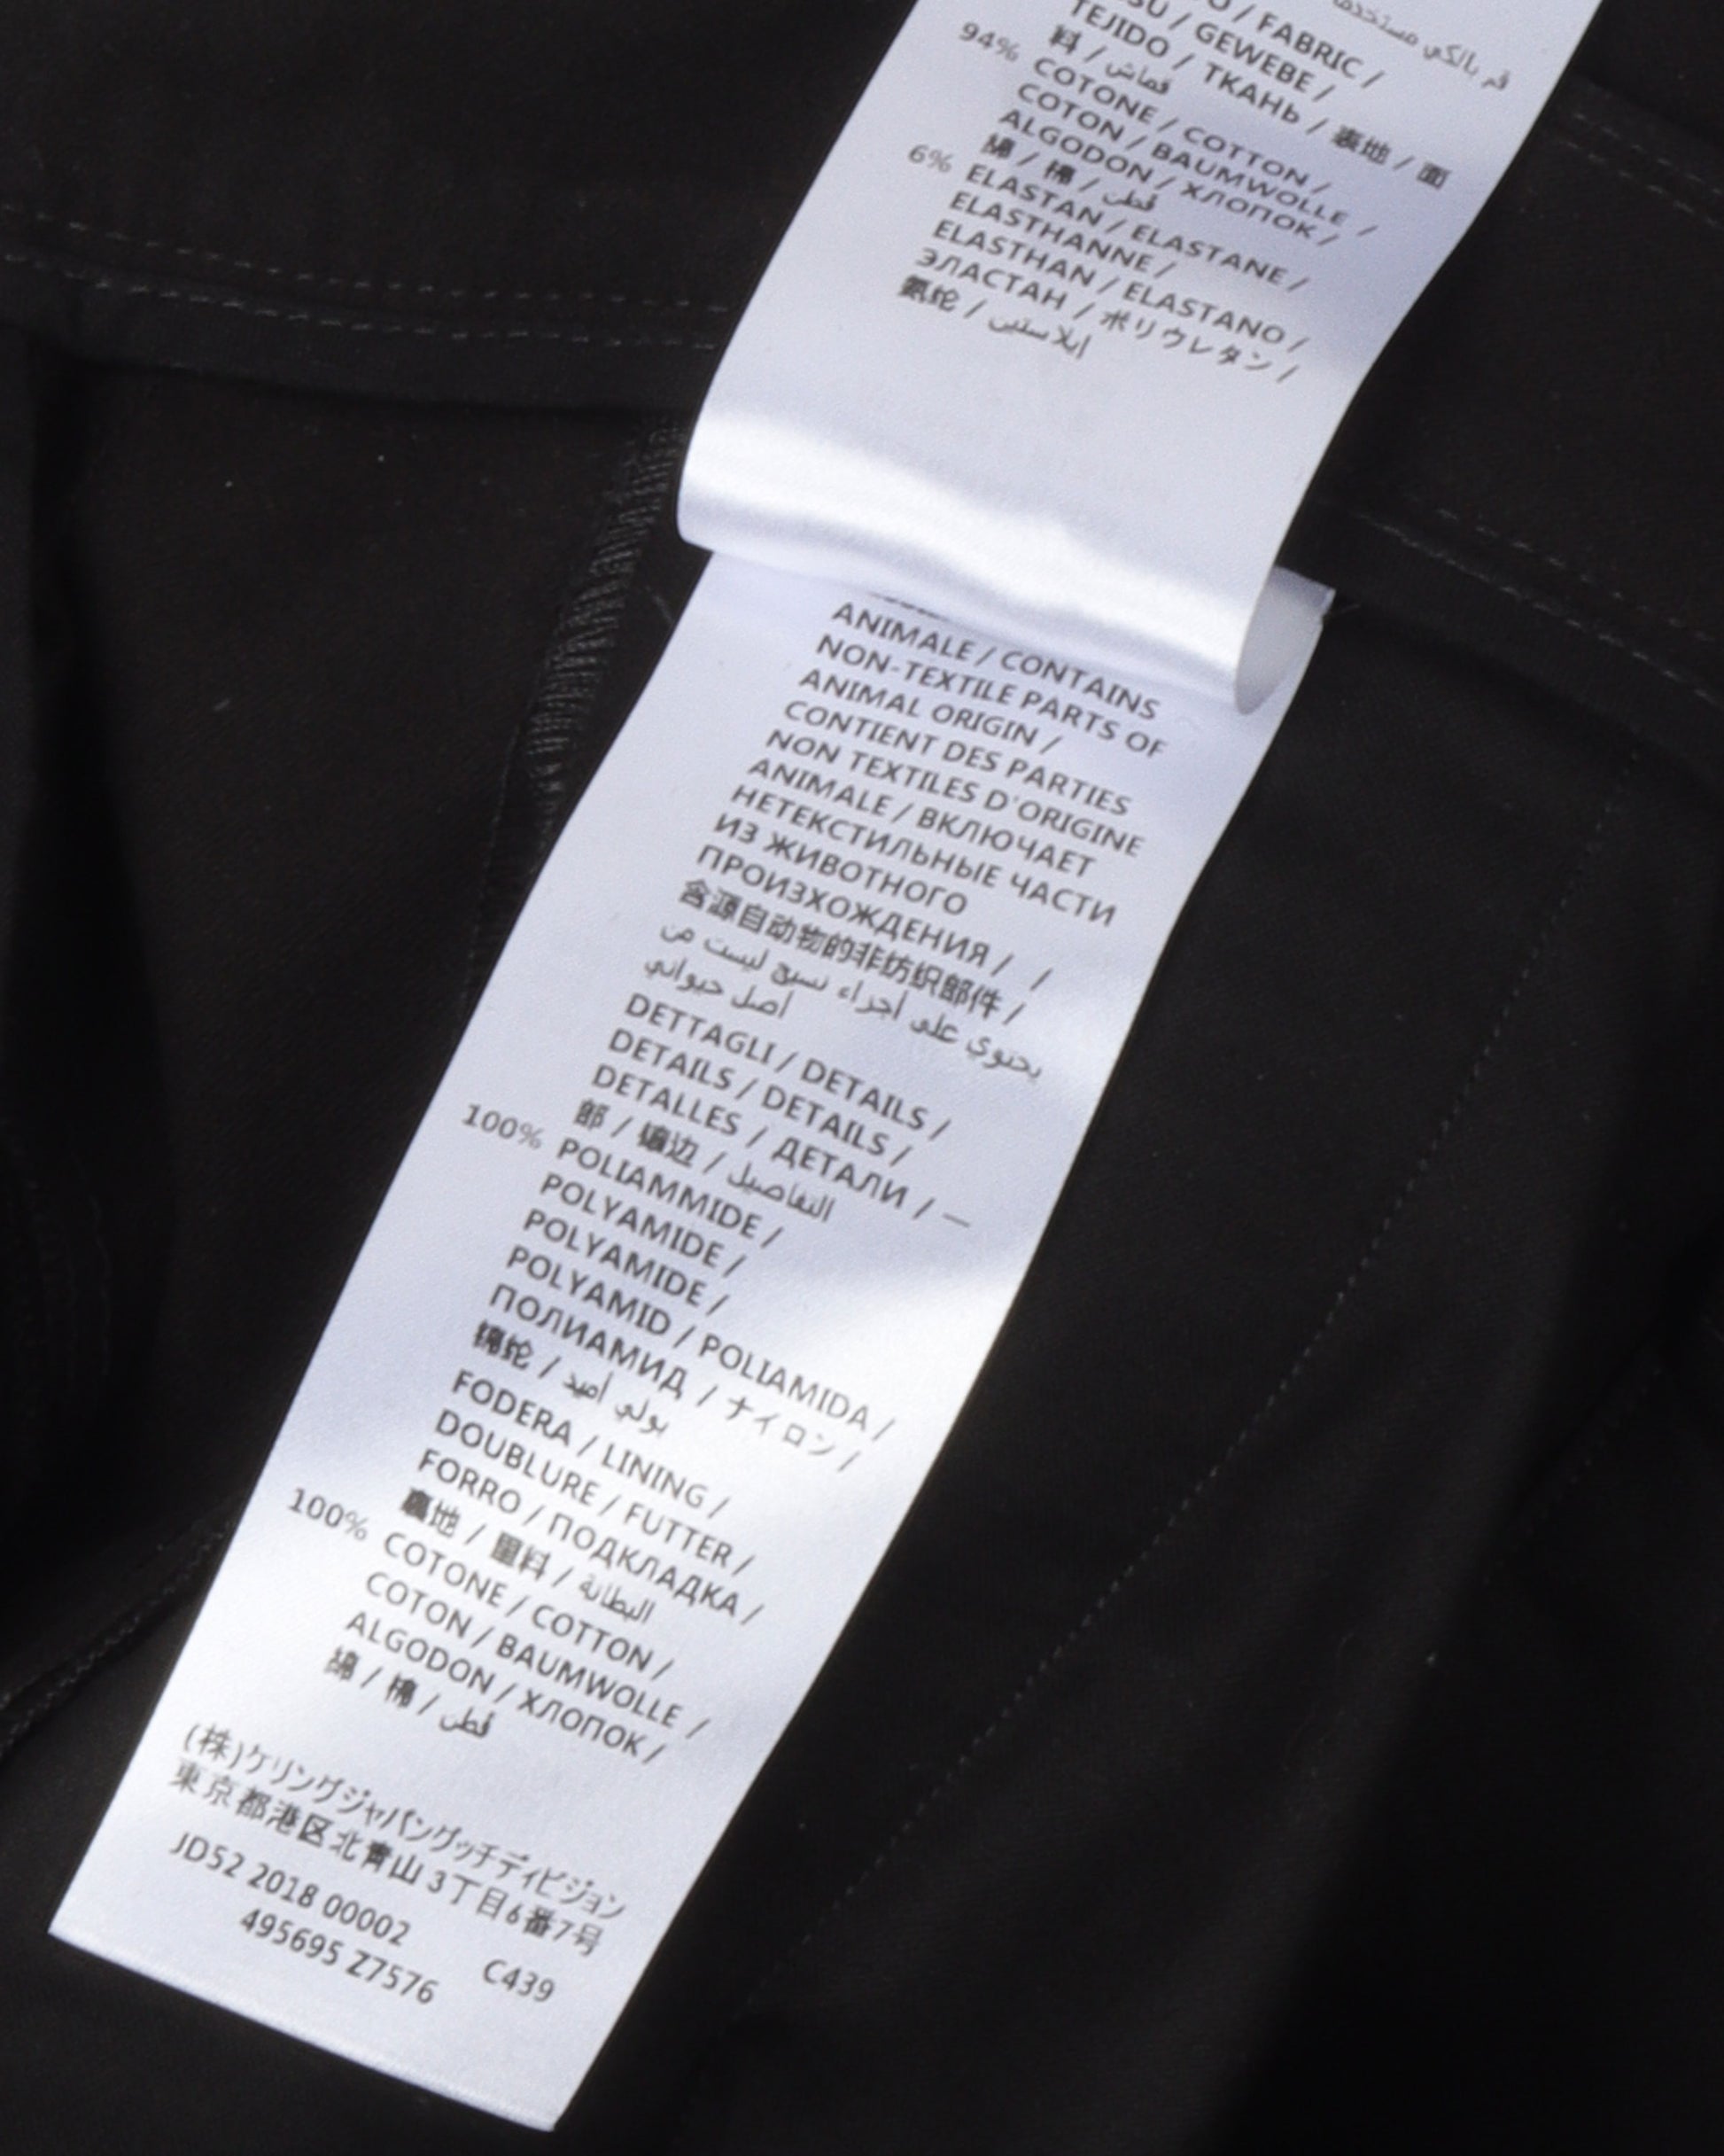 قم بالكي مستخدما
O / FABRIC /
SU / GEWEBE /
TEJIDO / ТКАНЬ / 裏地 / 面
料 / قماش
94% COTONE / COTTON /
COTON / BAUMWOLLE /
ALGODON / ХЛОПОК /
綿 / 棉 / قطن
6% ELASTAN / ELASTANE /
ELASTHANNE /
ELASTHAN / ELASTANO /
ЭЛАСТАН / ポリウレタン /
氨纶 / إيلاستين
ANIMALE / CONTAINS
NON-TEXTILE PARTS OF
ANIMAL ORIGIN /
CONTIENT DES PARTIES
NON TEXTILES D'ORIGINE
ANIMALE / ВКЛЮЧАЕТ
НЕТЕКСТИЛЬНЫЕ ЧАСТИ
ИЗ ЖИВОТНОГО
ПРОИЗХОЖДЕНИЯ / /
含源自动物的非纺织部件 /
يحتوي على أجزاء نسيج ليست من
أصل حيواني
DETTAGLI / DETAILS /
DETAILS / DETAILS /
DETALLES / ДЕТАЛИ / 一
部 / 镶边 / التفاصيل
100% POLIAMMIDE /
POLYAMIDE /
POLYAMIDE /
POLYAMID / POLIAMIDA /
ПОЛИАМИД / ナイロン /
锦纶 / بولي أميد
FODERA / LINING /
DOUBLURE / FUTTER /
FORRO / ПОДКЛАДКА /
裏地 / 里料 / البطانة
100% COTONE / COTTON /
COTON / BAUMWOLLE /
ALGODON / ХЛОПОК /
綿 / 棉 / قطن
(株)ケリングジャパングッチディビジョン
東京都港区北青山3丁目6番7号
JD52 2018 00002 C439
495695 Z7576